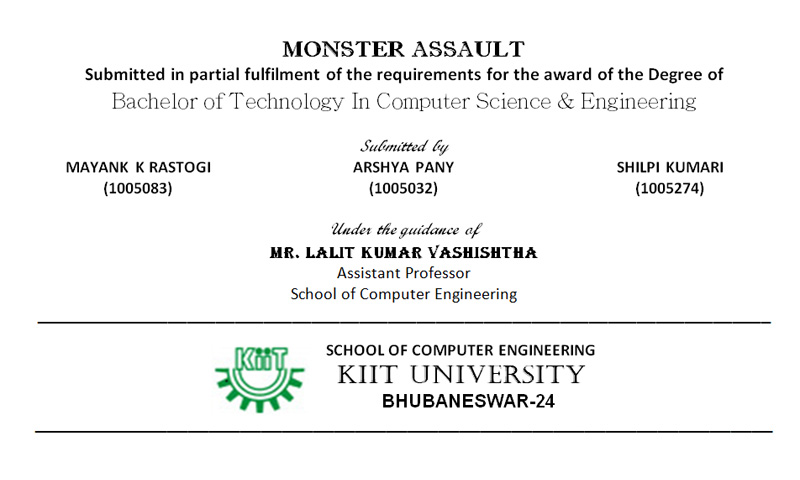 MONSTER ASSAULT
Submitted in partial fulfilment of the requirements for the award of the Degree of
Bachelor of Technology In Computer Science & Engineering
Submitted by
MAYANK K RASTOGI ARSHYA PANY SHILPI KUMARI
(1005083) (1005032) (1005274)
Under the guidance of
MR. LALIT KUMAR VASHISHTHA
Assistant Professor
School of Computer Engineering
KiiT
SCHOOL OF COMPUTER ENGINEERING
KIIT UNIVERSITY
BHUBANESWAR-24